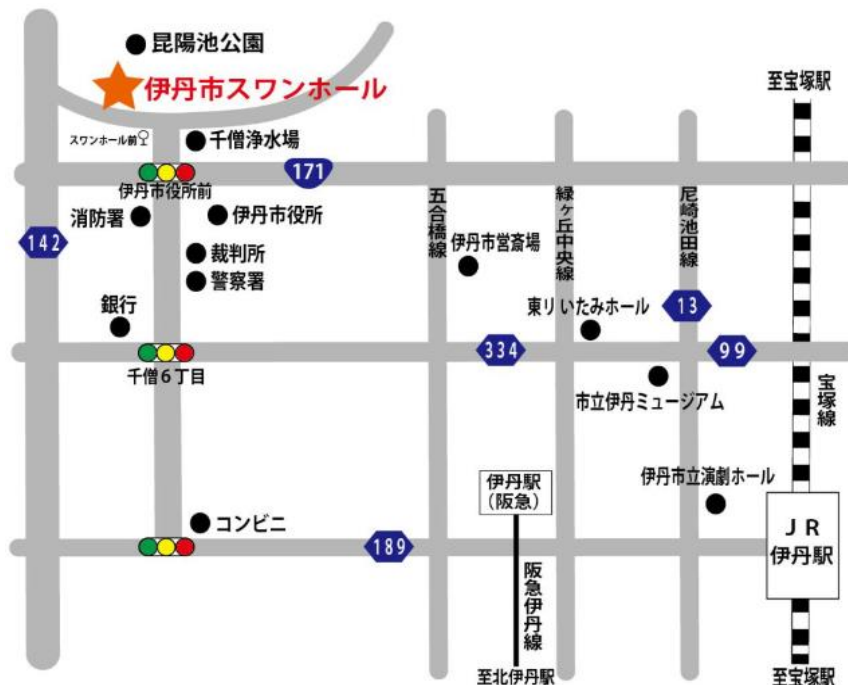 昆陽池公園
至宝塚駅
伊丹市スワンホール
スワンホール前
千僧浄水場
171
伊丹市役所前
消防署
伊丹市役所
142
裁判所
警察署
五合橋線
伊丹市営斎場
緑ヶ丘中央線
尼崎池田線
銀行
東リ いたみホール
13
334
99
千僧6丁目
市立伊丹ミュージアム
宝塚線
伊丹駅
(阪急)
伊丹市立演劇ホール
コンビニ
189
阪急伊丹線
JR
伊丹駅
至北伊丹駅
至宝塚駅